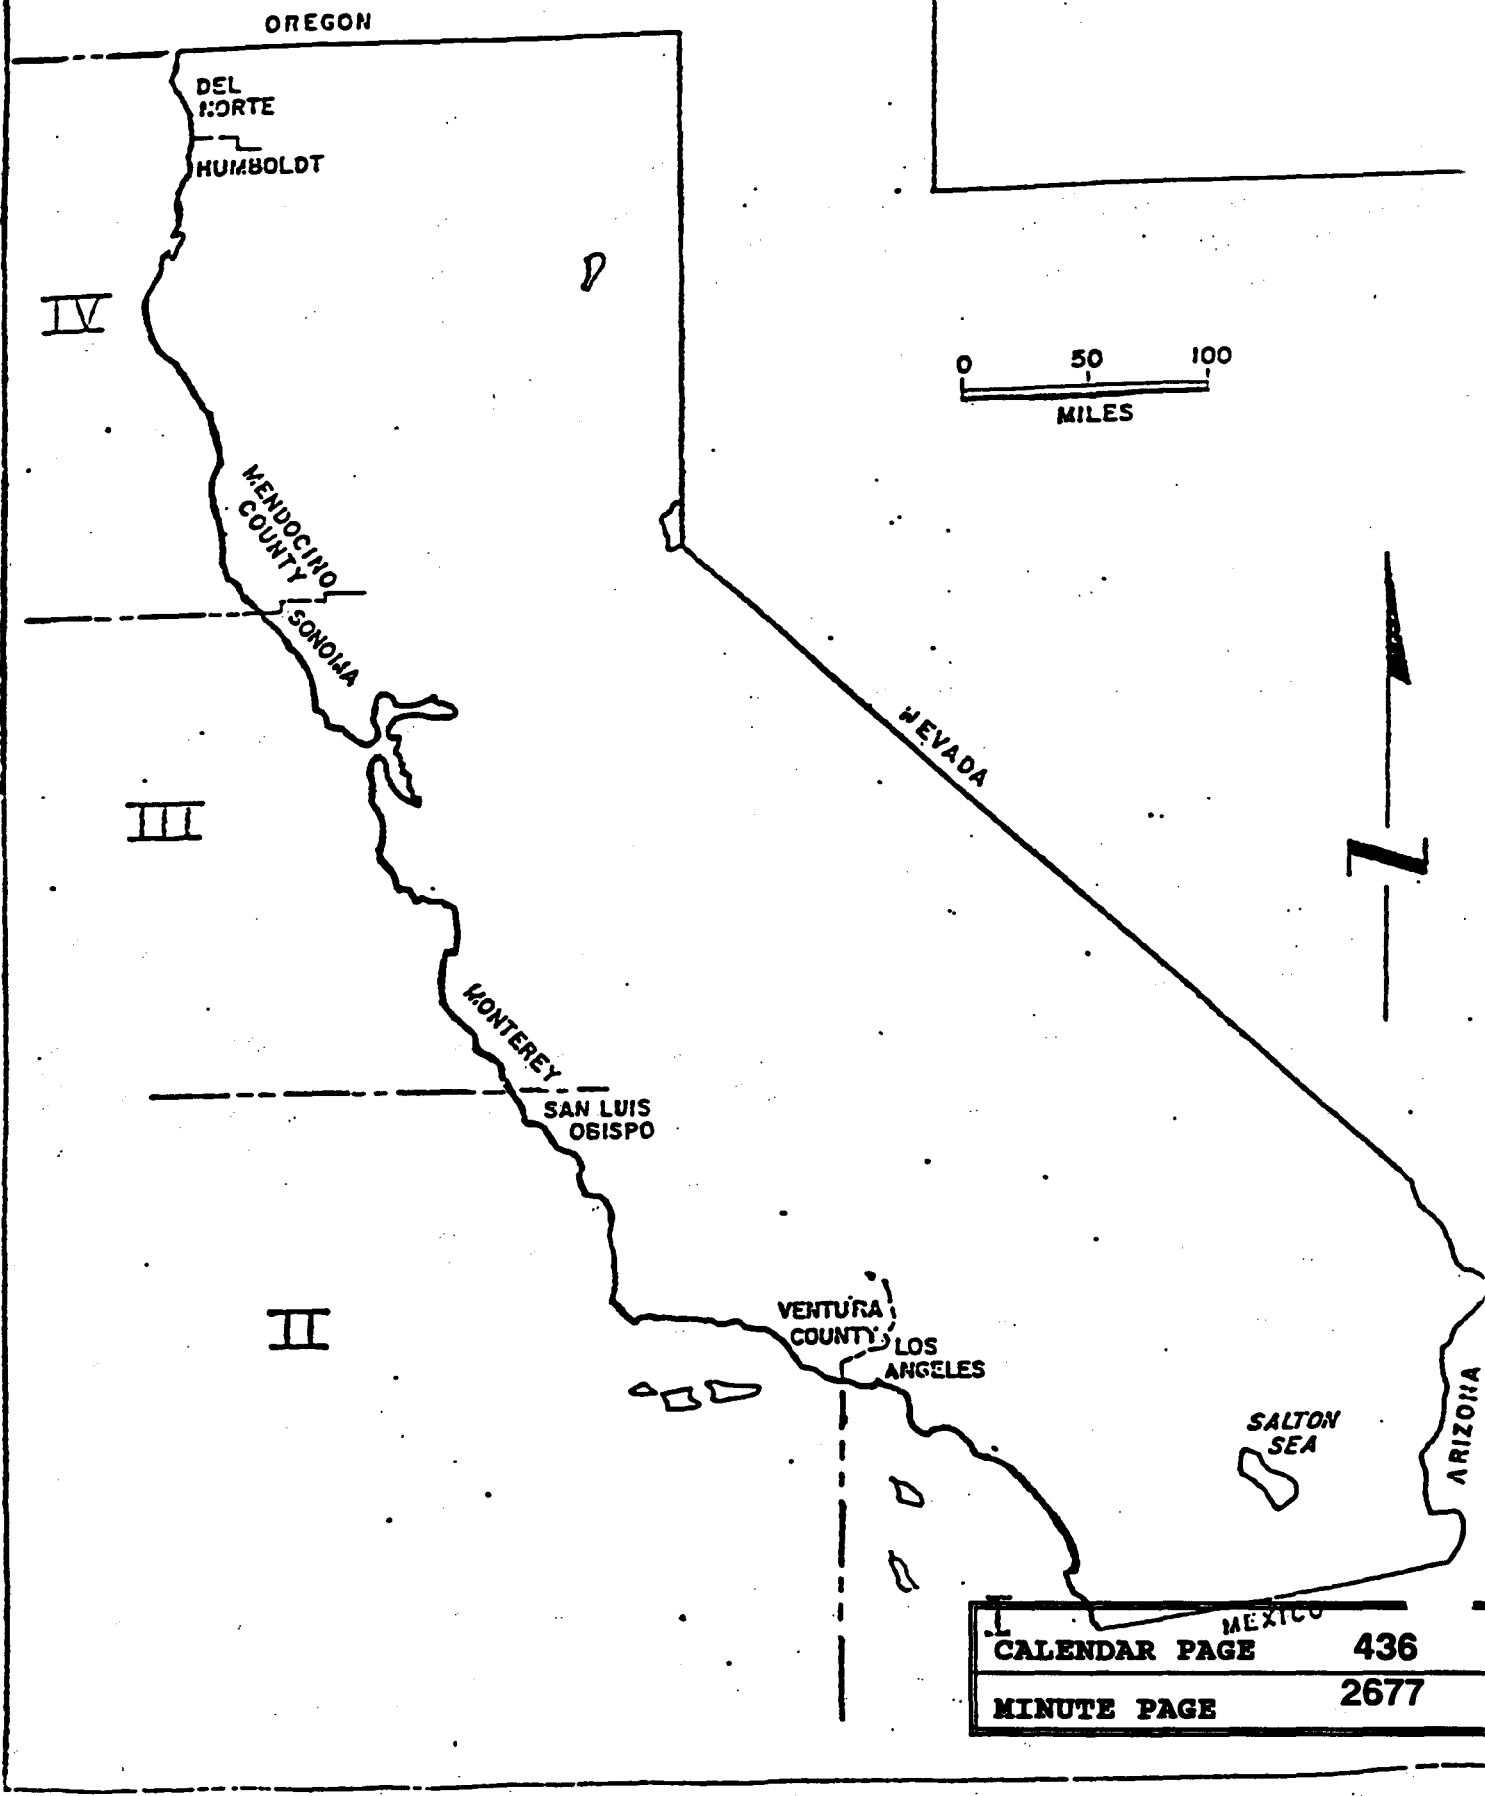 OREGON
DEL
NORTE
HUMBOLDT
IV
0 50 100
MILES
MENDOCINO
COUNTY
SONOMA
NEVADA
III
N
MONTEREY
SAN LUIS
OBISPO
II
VENTURA
COUNTY
LOS
ANGELES
SALTON
SEA
ARIZONA
I
MEXICO
CALENDAR PAGE 436
MINUTE PAGE 2677